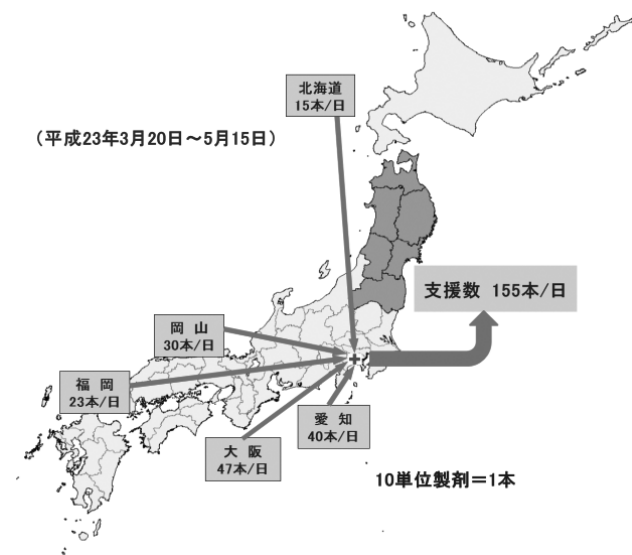 北海道
15本/日
（平成23年3月20日～5月15日）
支援数 155本/日
岡 山
30本/日
福 岡
23本/日
愛 知
40本/日
大 阪
47本/日
10単位製剤＝1本